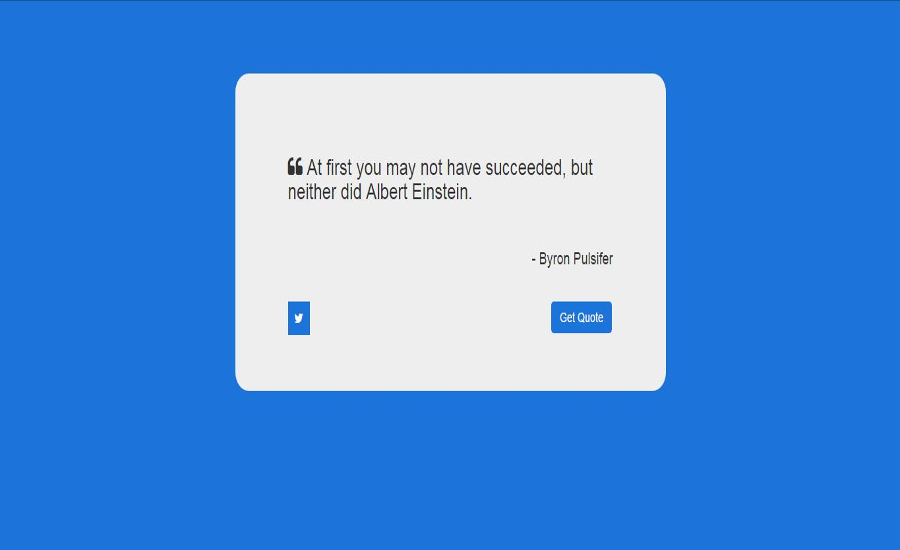 ❝ At first you may not have succeeded, but
neither did Albert Einstein.
- Byron Pulsifer
Get Quote